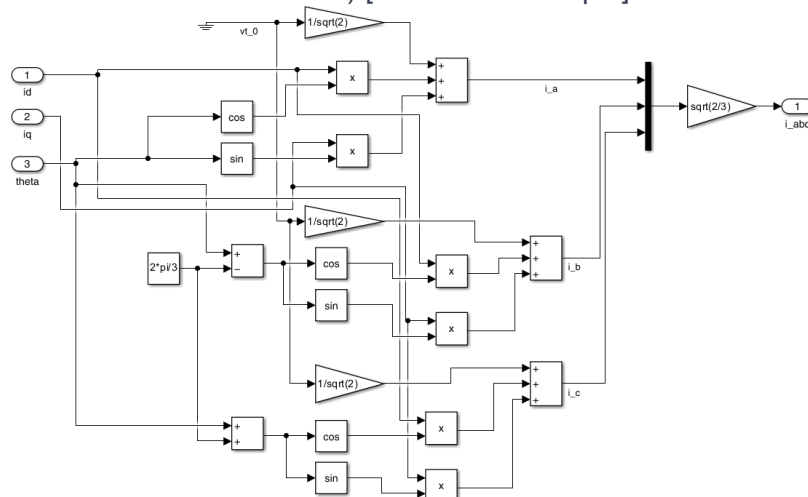 1/sqrt(2)
vt_0
1
id
x
+
+
+
i_a
sqrt(2/3)
1
i_abc
2
iq
cos
x
3
theta
sin
1/sqrt(2)
2*pi/3
+
−
cos
x
+
+
+
i_b
sin
x
1/sqrt(2)
+
+
+
i_c
+
+
cos
x
sin
x